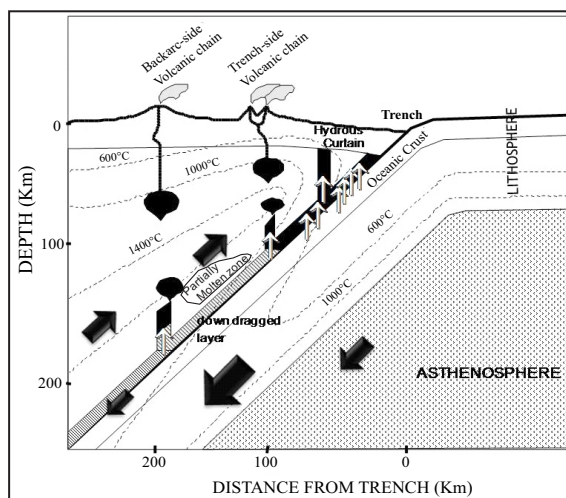 Backarc-side
Volcanic chain
Trench-side
Volcanic chain
Trench
0
Hydrous
Curtain
Oceanic Crust
LITHOSPHERE
600°C
1000°C
1400°C
DEPTH (Km)
100
600°C
1000°C
Partially
Molten zone
down dragged
layer
ASTHENOSPHERE
200
200
100
0
DISTANCE FROM TRENCH (Km)